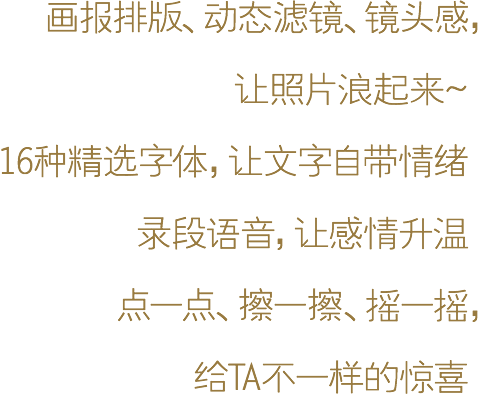 画报排版、动态滤镜、镜头感，
让照片浪起来~
16种精选字体，让文字自带情绪
录段语音，让感情升温
点一点、擦一擦、摇一摇，
给TA不一样的惊喜